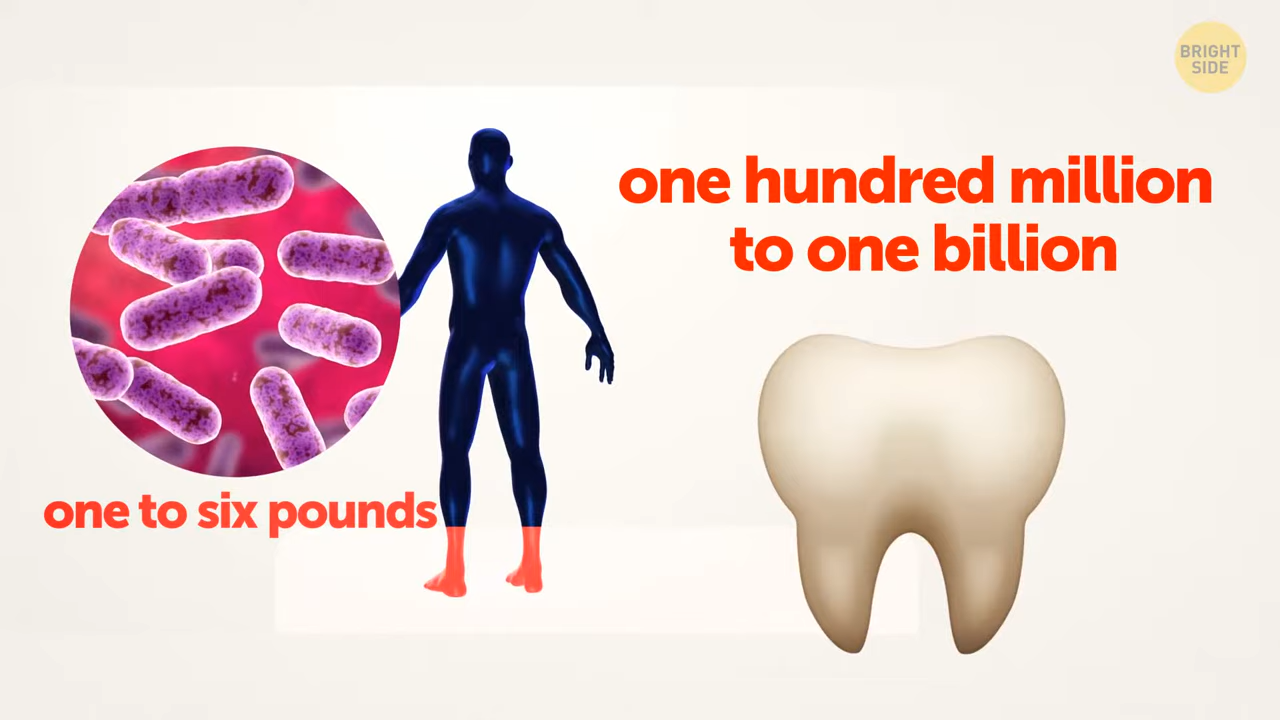 BRIGHT
SIDE
one hundred million
to one billion
one to six pounds